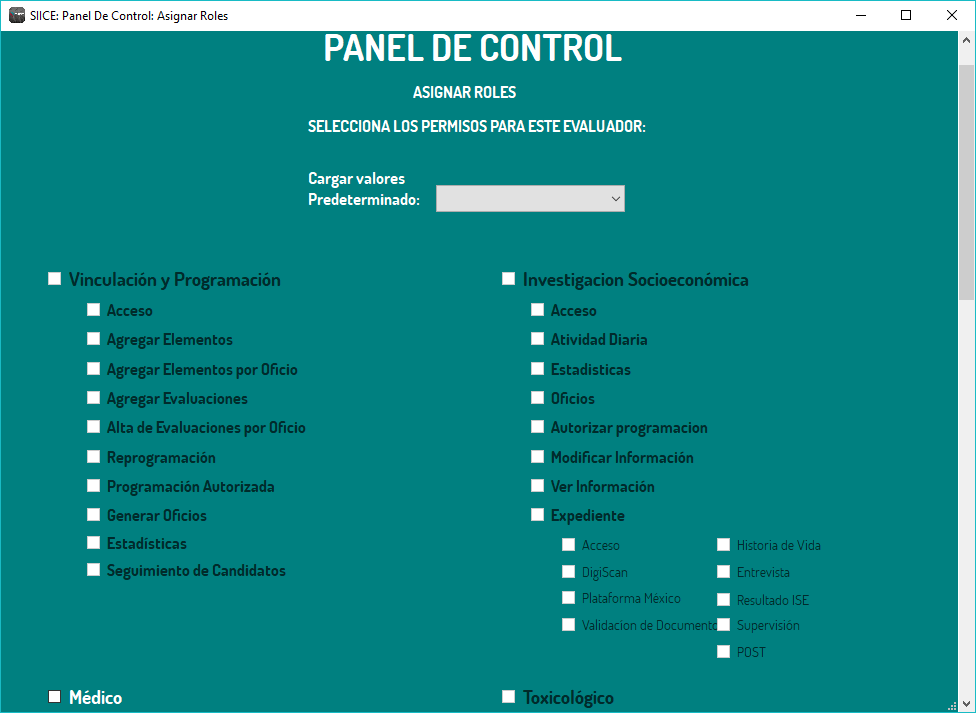 SIICE: Panel De Control: Asignar Roles
PANEL DE CONTROL
ASIGNAR ROLES
SELECCIONA LOS PERMISOS PARA ESTE EVALUADOR:
Cargar valores
Predeterminado:
Vinculación y Programación
Acceso
Agregar Elementos
Agregar Elementos por Oficio
Agregar Evaluaciones
Alta de Evaluaciones por Oficio
Reprogramación
Programación Autorizada
Generar Oficios
Estadísticas
Seguimiento de Candidatos
Investigacion Socioeconómica
Acceso
Atividad Diaria
Estadisticas
Oficios
Autorizar programacion
Modificar Información
Ver Información
Expediente
Acceso
DigiScan
Plataforma México
Validacion de Documento
Historia de Vida
Entrevista
Resultado ISE
Supervisión
POST
Médico
Toxicológico